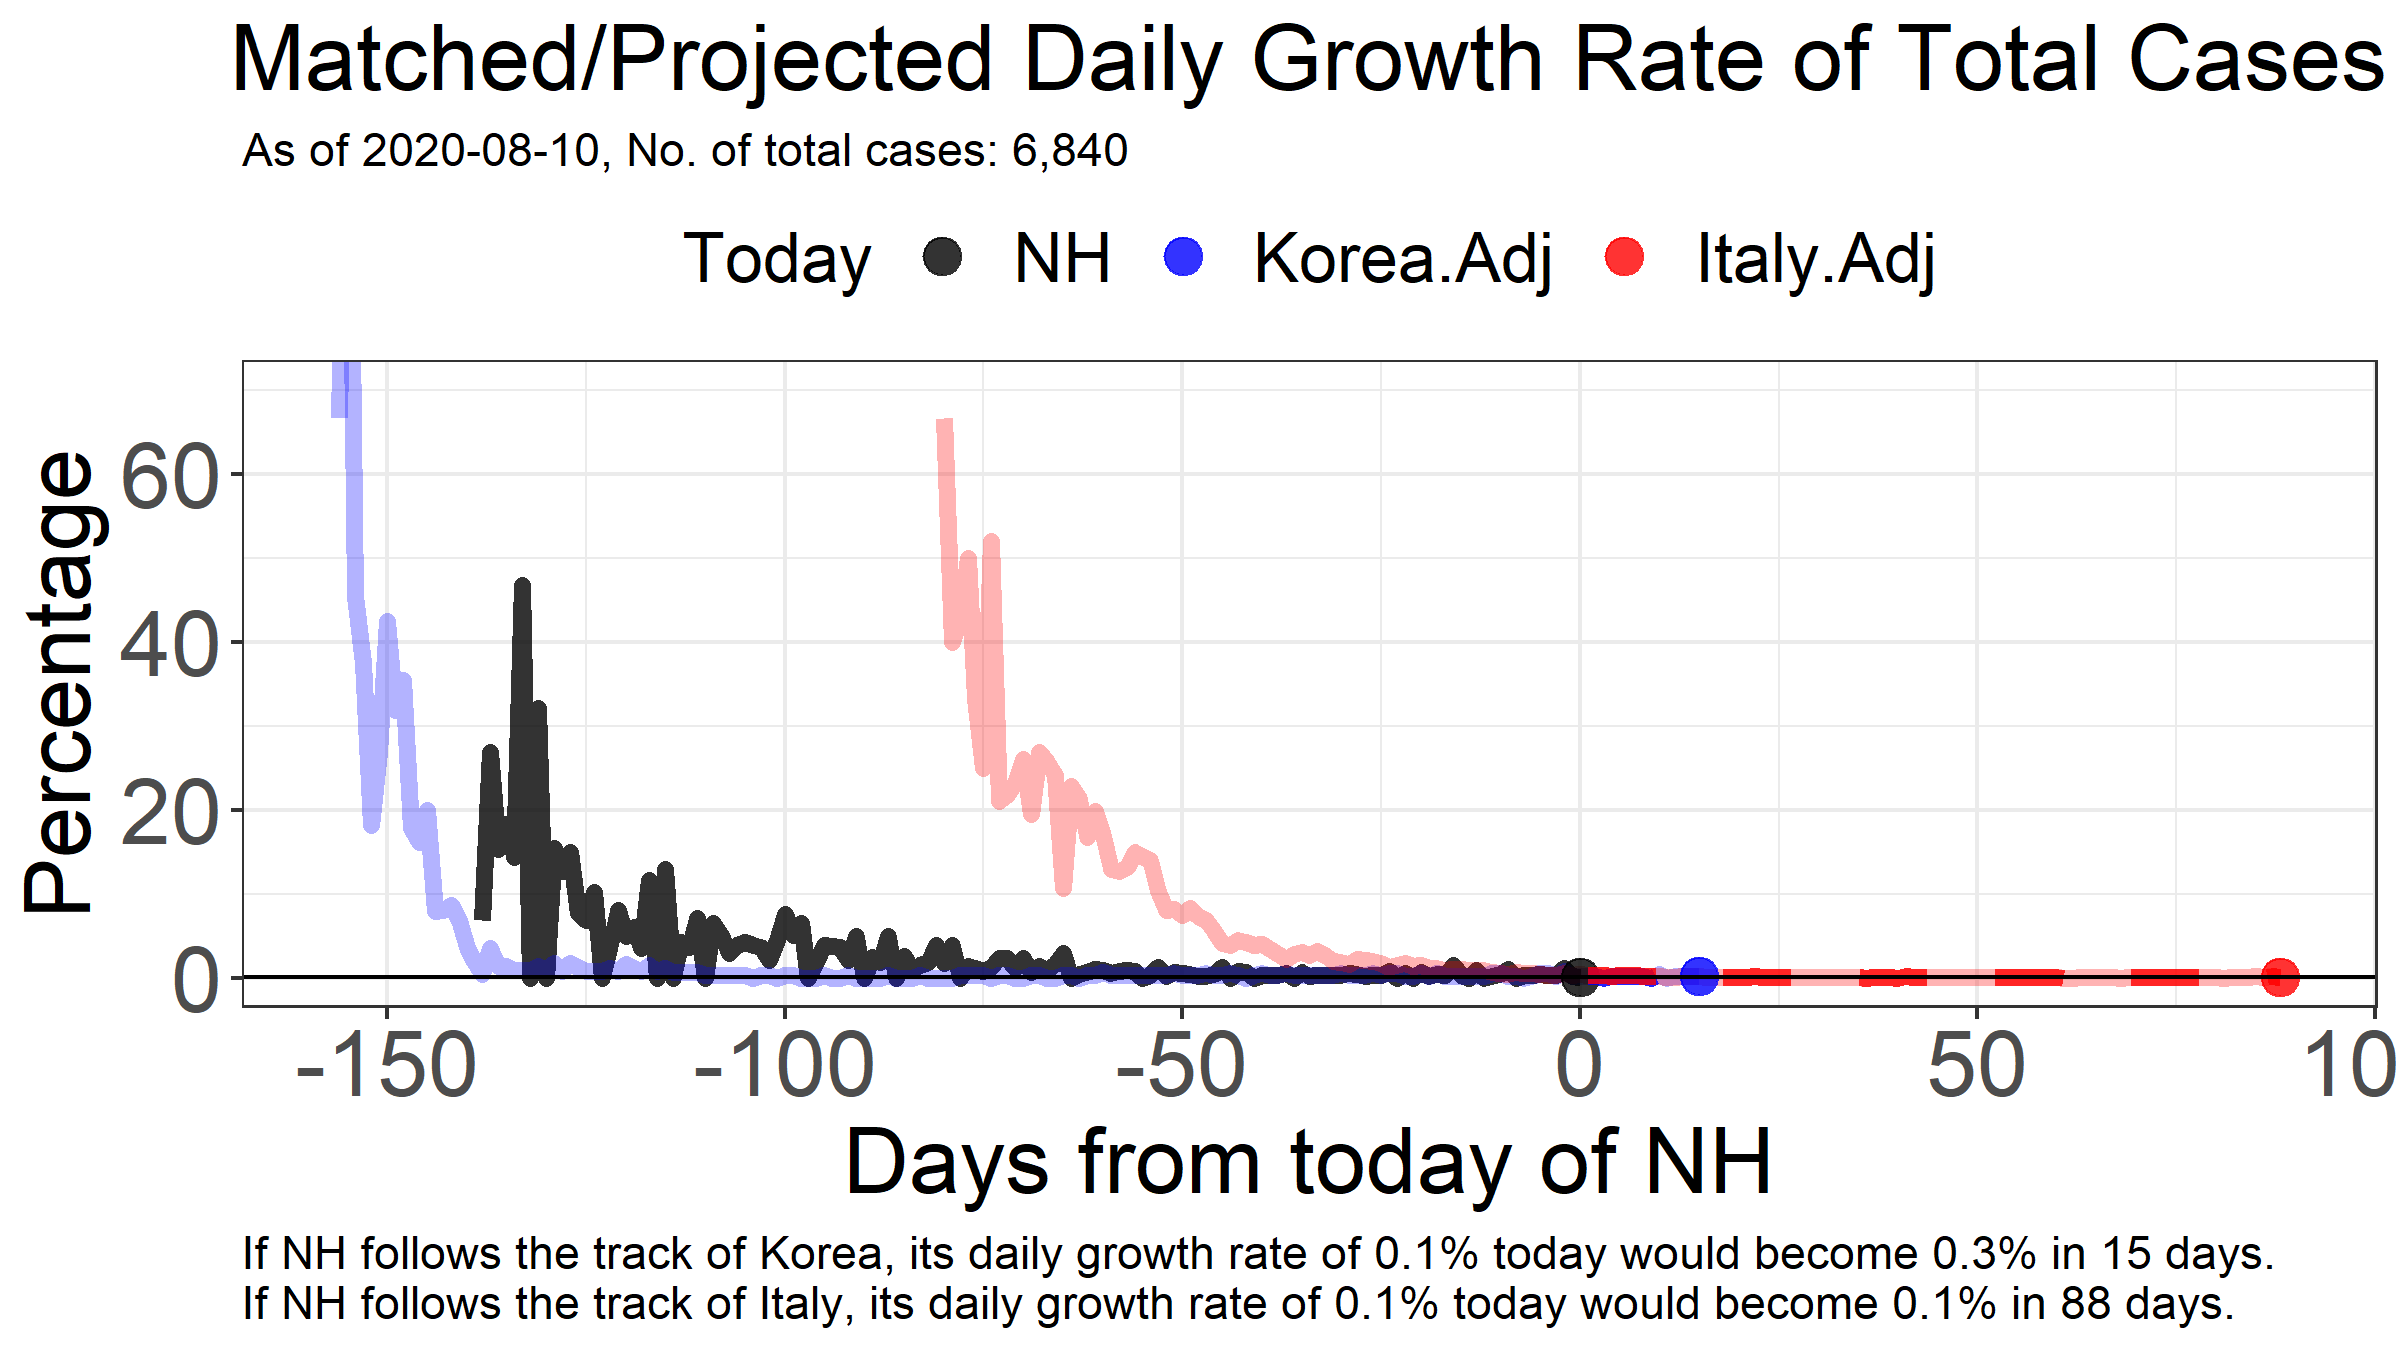 Matched/Projected Daily Growth Rate of Total Cases
As of 2020-08-10, No. of total cases: 6,840
Today NH Korea.Adj Italy.Adj
Percentage
60
40
20
0
-150 -100 -50 0 50 10
Days from today of NH
If NH follows the track of Korea, its daily growth rate of 0.1% today would become 0.3% in 15 days.
If NH follows the track of Italy, its daily growth rate of 0.1% today would become 0.1% in 88 days.